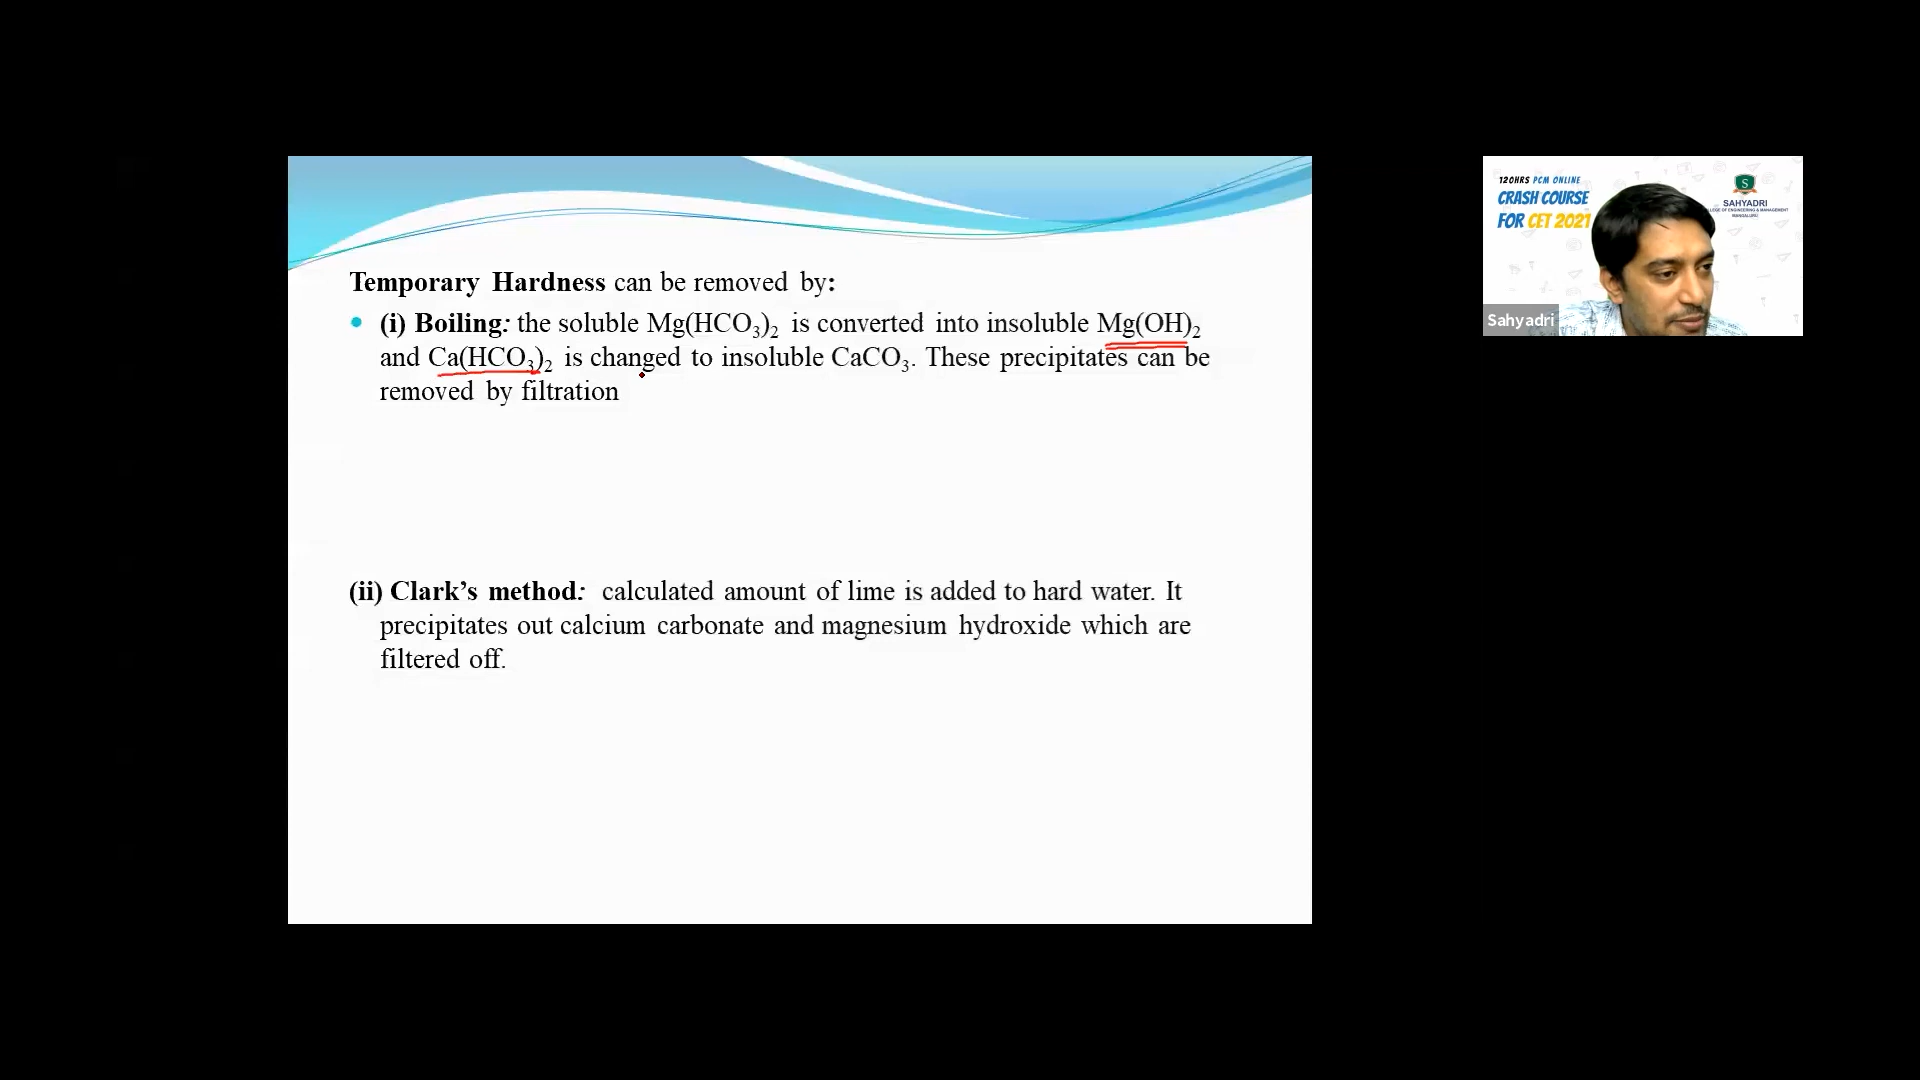 Temporary Hardness can be removed by:
(i) Boiling: the soluble Mg(HCO₃)₂ is converted into insoluble Mg(OH)₂
and Ca(HCO₃)₂ is changed to insoluble CaCO₃. These precipitates can be
removed by filtration
(ii) Clark’s method: calculated amount of lime is added to hard water. It
precipitates out calcium carbonate and magnesium hydroxide which are
filtered off.
120HRS PCM ONLINE
CRASH COURSE
FOR CET 2021
S
SAHYADRI
OF ENGINEERING & MANAGEMENT
MANGALURU
Sahyadri